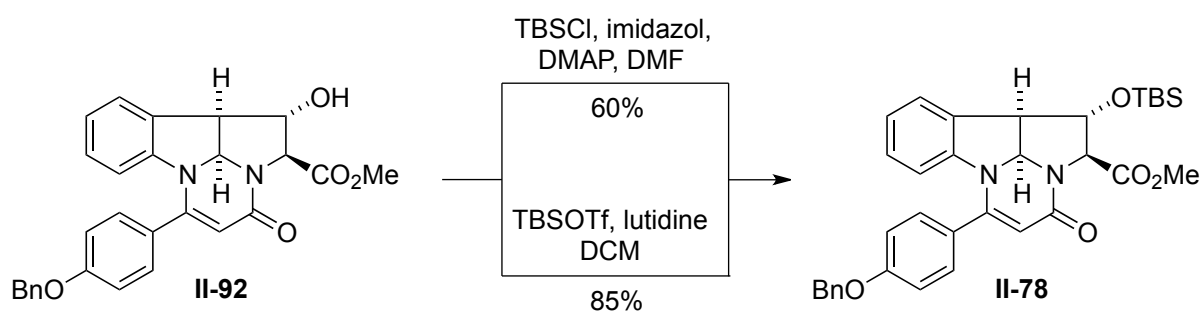 TBSCl, imidazol,
DMAP, DMF
60%
TBSOTf, lutidine
DCM
85%
H
OH
N
N
H
CO2Me
O
BnO
II-92
H
OTBS
N
N
H
CO2Me
O
BnO
II-78